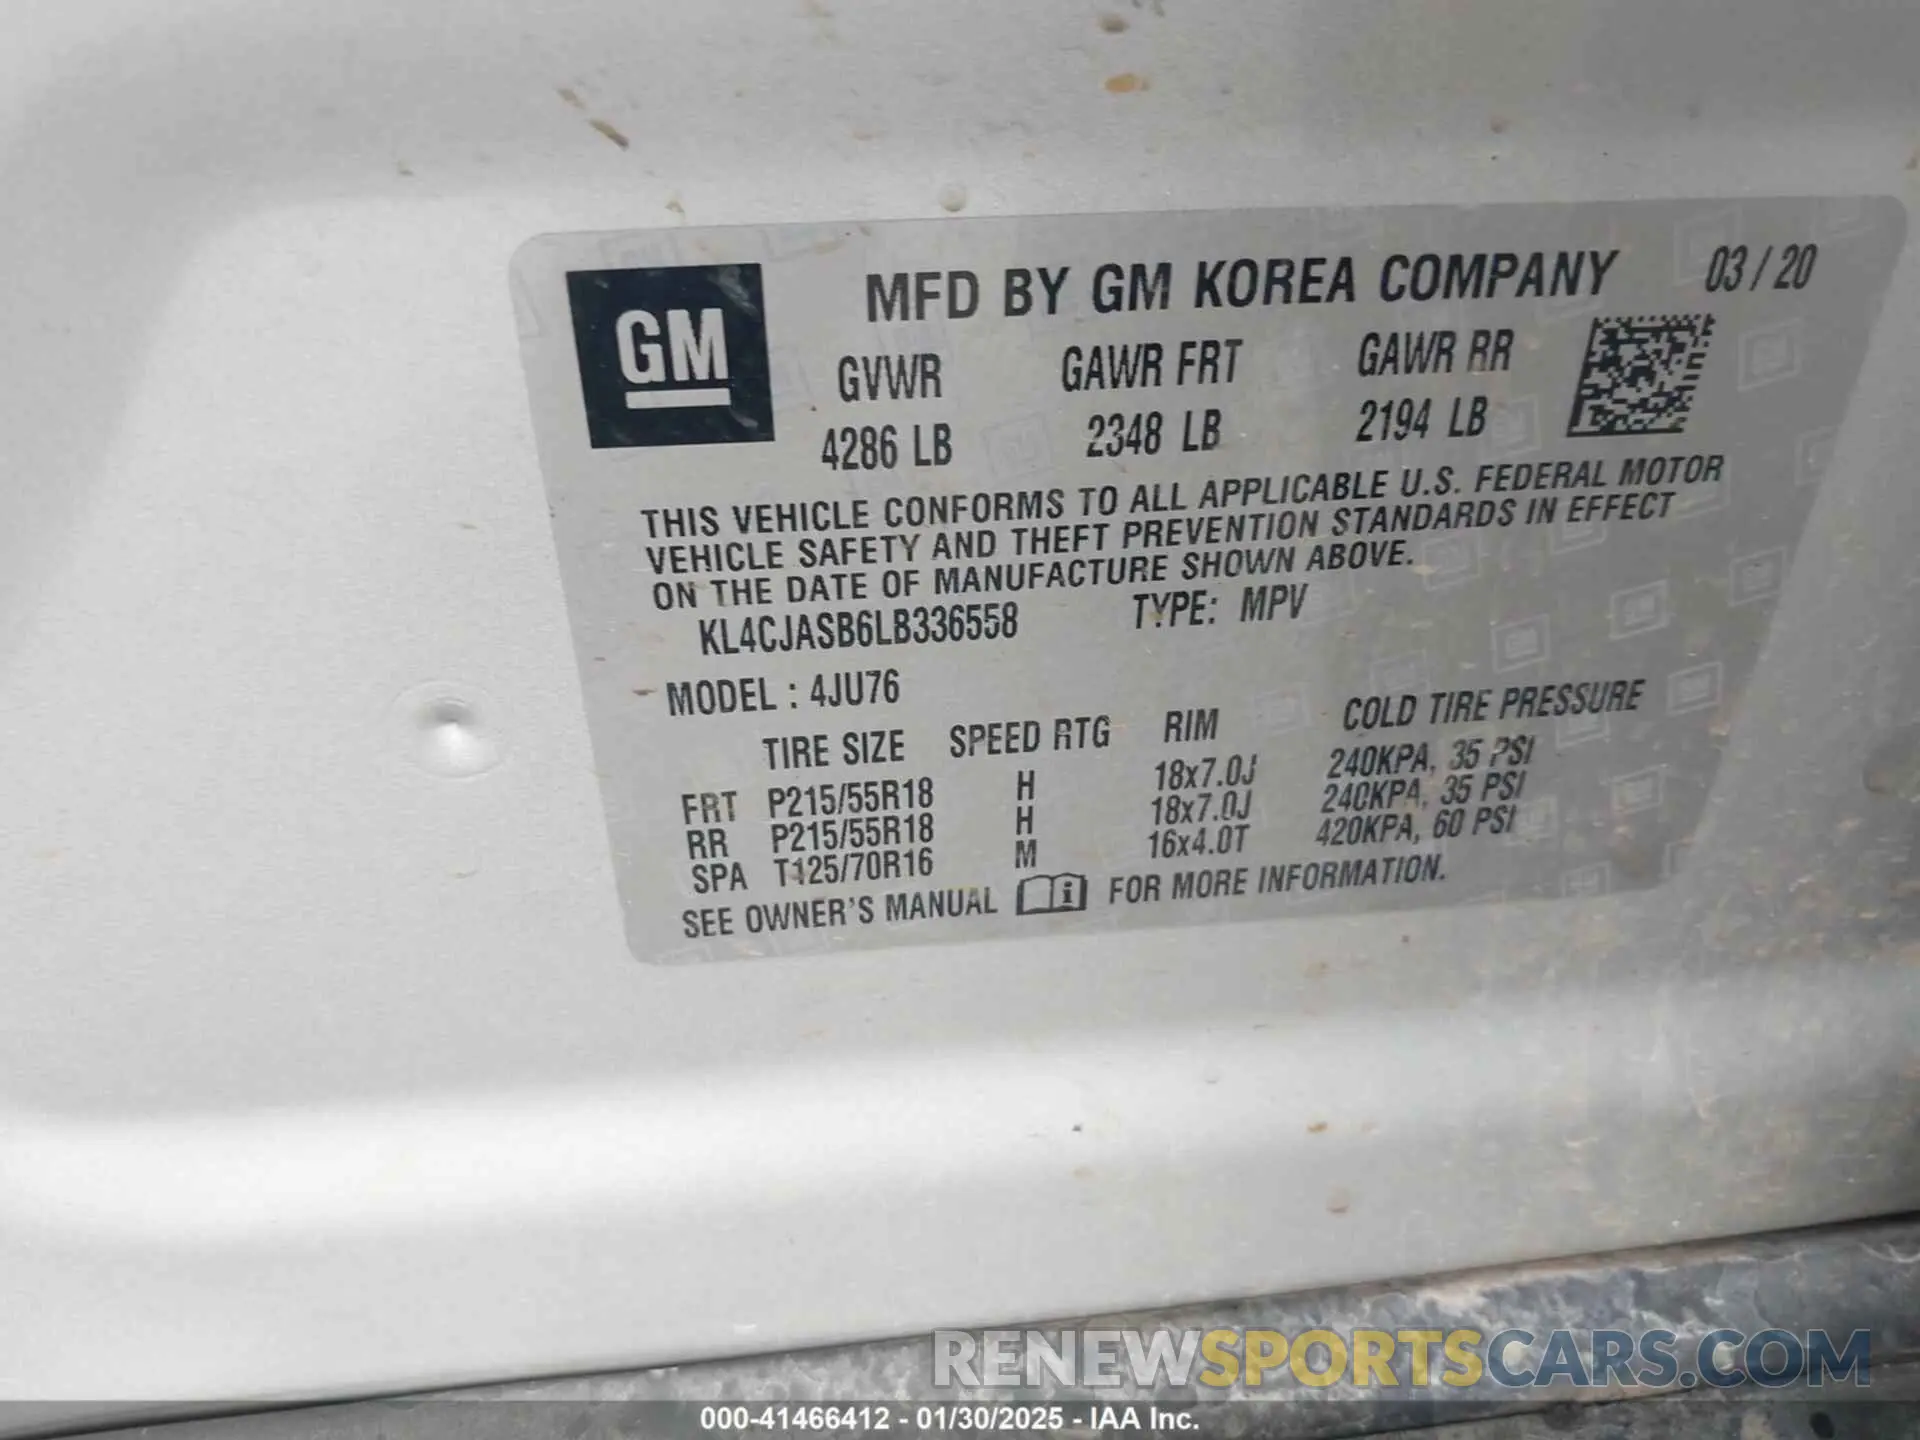 GM
MFD BY GM KOREA COMPANY 03 / 20
GVWR GAWR FRT GAWR RR
4286 LB 2348 LB 2194 LB
THIS VEHICLE CONFORMS TO ALL APPLICABLE U.S. FEDERAL MOTOR
VEHICLE SAFETY AND THEFT PREVENTION STANDARDS IN EFFECT
ON THE DATE OF MANUFACTURE SHOWN ABOVE.
KL4CJASB6LB336558 TYPE: MPV
MODEL : 4JU76
TIRE SIZE SPEED RTG RIM COLD TIRE PRESSURE
FRT P215/55R18 H 18x7.0J 240KPA, 35 PSI
RR P215/55R18 H 18x7.0J 240KPA, 35 PSI
SPA T125/70R16 M 16x4.0T 420KPA, 60 PSI
SEE OWNER'S MANUAL i FOR MORE INFORMATION.
RENEWSPORTSCARS.COM
000-41466412 - 01/30/2025 - IAA Inc.